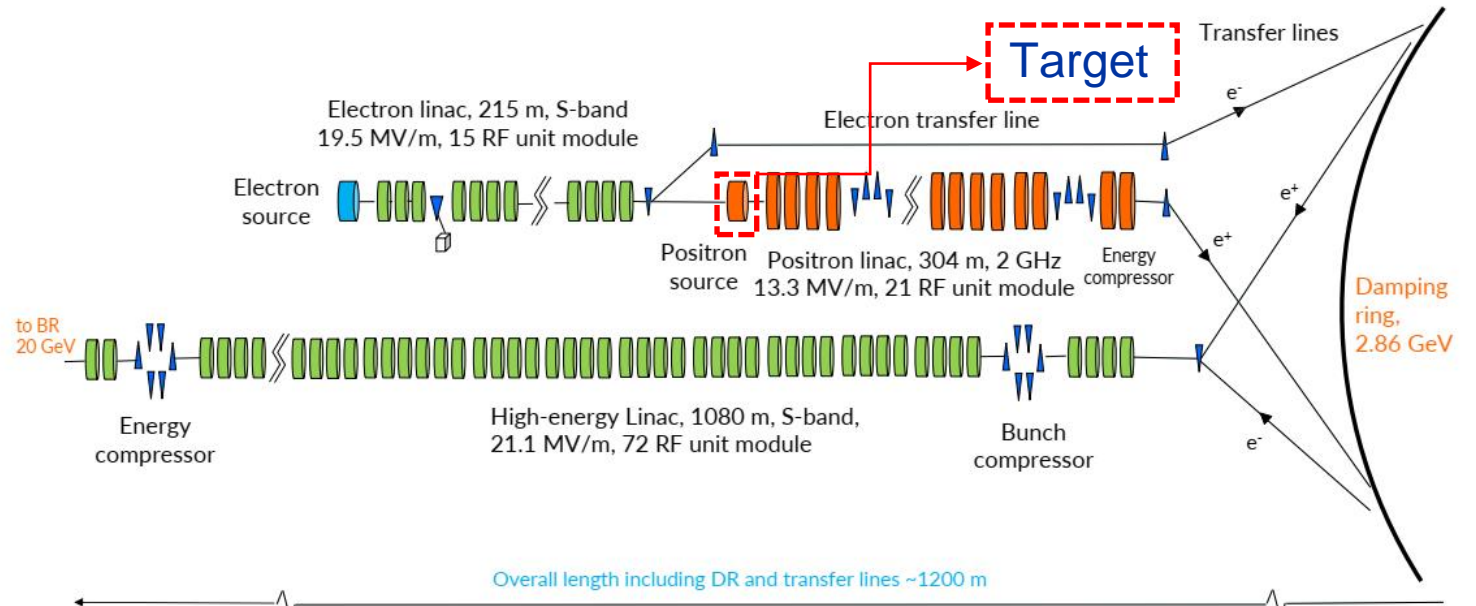 Transfer lines
Target
e-
Electron linac, 215 m, S-band
19.5 MV/m, 15 RF unit module
Electron transfer line
Electron
source
e+
e+
Positron
source
Positron linac, 304 m, 2 GHz
13.3 MV/m, 21 RF unit module
Energy
compressor
Damping
ring,
2.86 GeV
to BR
20 GeV
Energy
compressor
High-energy Linac, 1080 m, S-band,
21.1 MV/m, 72 RF unit module
Bunch
compressor
e-
Overall length including DR and transfer lines ~1200 m